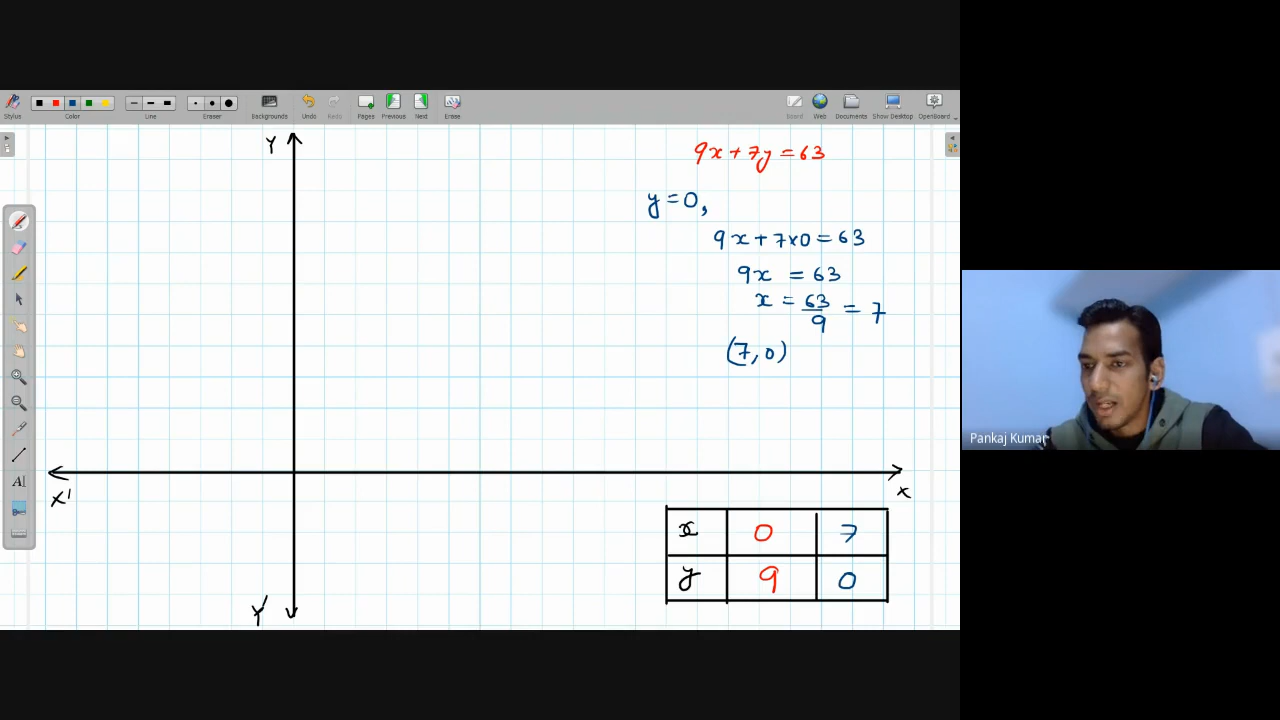 Stylus Color Line Eraser Backgrounds Undo Redo Pages Previous Next Erase Board Web Documents Show Desktop OpenBoard
Y
9x + 7y = 63
y = 0,
9x + 7×0 = 63
9x = 63
x = 63/9 = 7
(7, 0)
Pankaj Kumar
X' X
x 0 7
y 9 0
Y'
AI